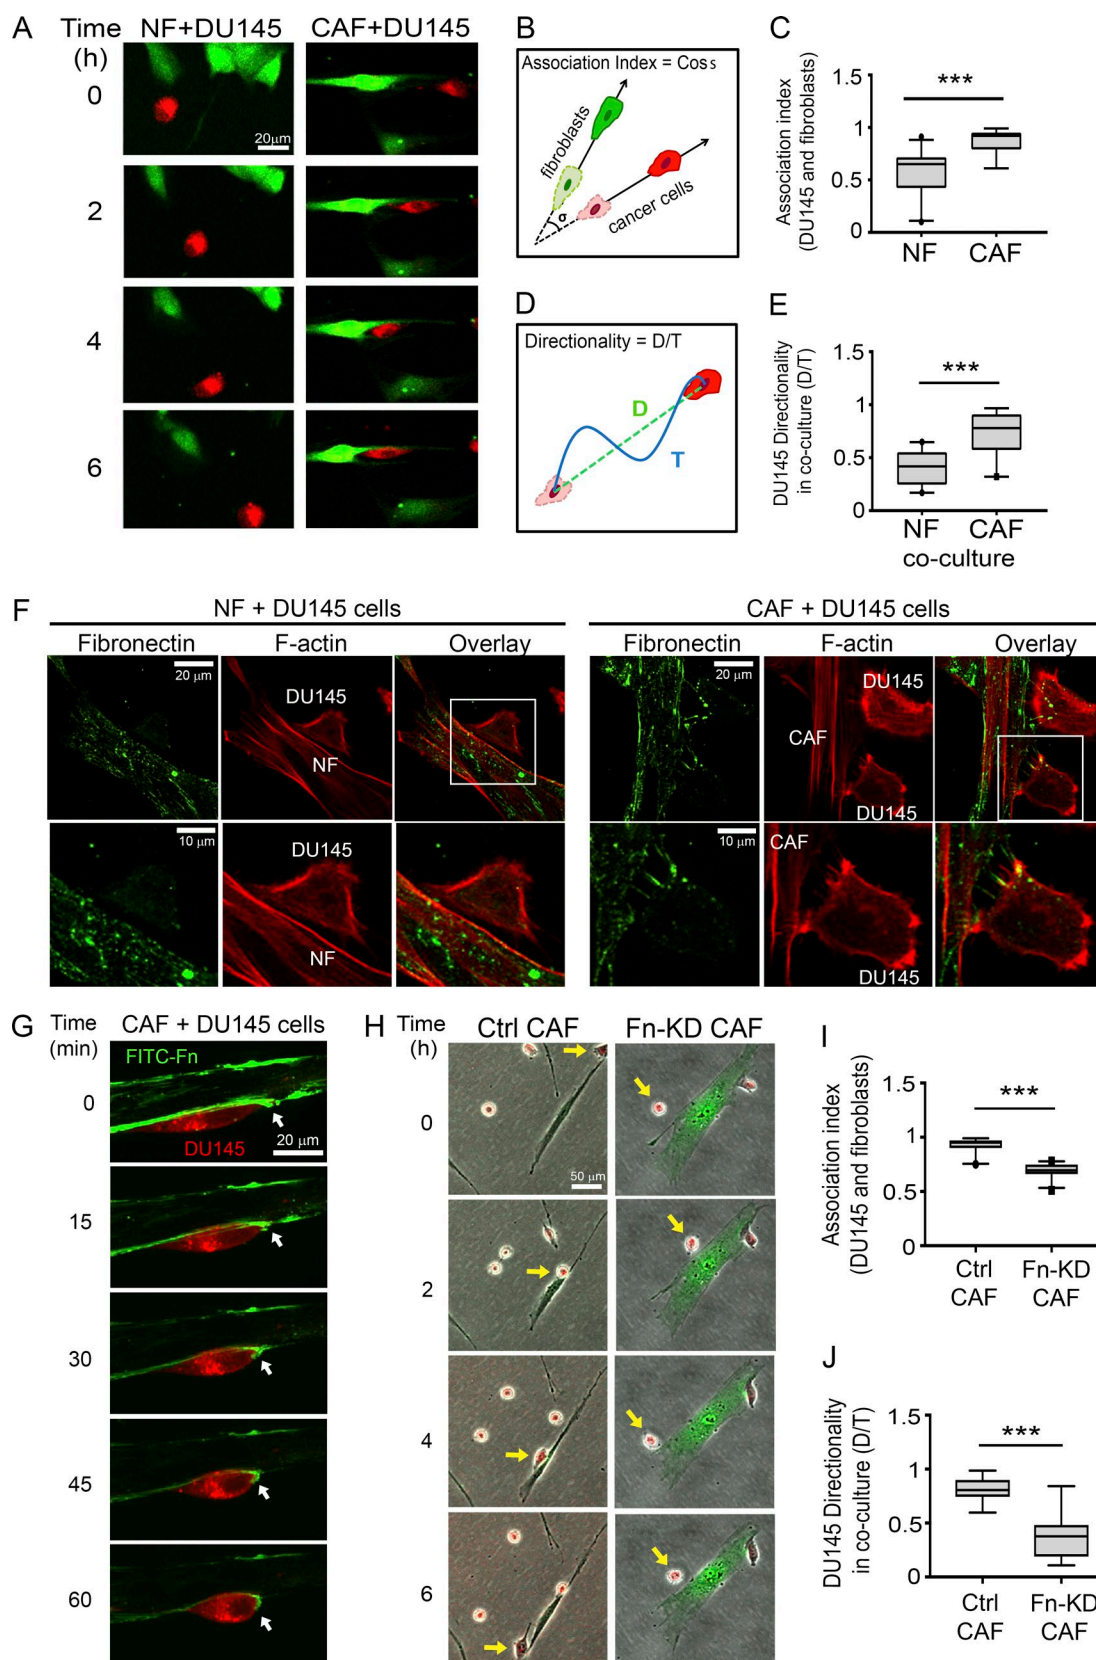 A
Time
(h)
NF+DU145
CAF+DU145
0
20μm
2
4
6
B
Association Index = Cos s
fibroblasts
cancer cells
σ
C
Association index
(DU145 and fibroblasts)
1.5
1
0.5
0
***
NF
CAF
D
Directionality = D/T
D
T
E
DU145 Directionality
in co-culture (D/T)
1.5
1
0.5
0
***
NF
CAF
co-culture
F
NF + DU145 cells
CAF + DU145 cells
Fibronectin
F-actin
Overlay
Fibronectin
F-actin
Overlay
20 μm
DU145
NF
20 μm
DU145
CAF
DU145
10 μm
DU145
NF
10 μm
CAF
DU145
G
Time
(min)
CAF + DU145 cells
FITC-Fn
0
DU145
20 μm
15
30
45
60
H
Time
(h)
Ctrl CAF
Fn-KD CAF
0
50 μm
2
4
6
I
Association index
(DU145 and fibroblasts)
1.5
1
0.5
0
***
Ctrl
CAF
Fn-KD
CAF
J
DU145 Directionality
in co-culture (D/T)
1.5
1
0.5
0
***
Ctrl
CAF
Fn-KD
CAF